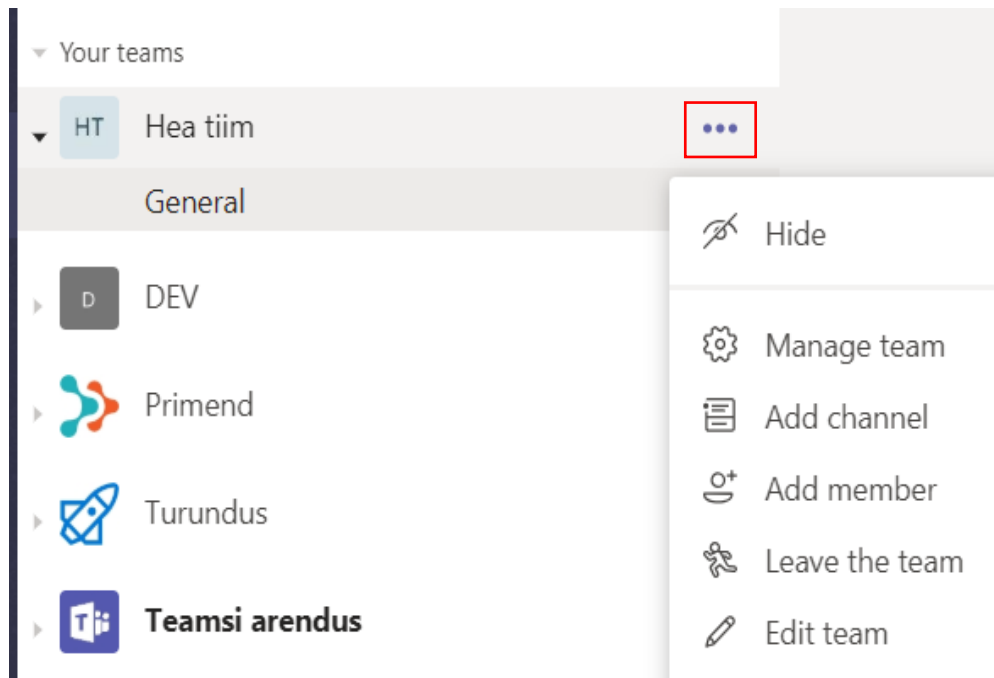 Your teams
HT Hea tiim
General
D DEV
Primend
Turundus
T Teamsi arendus
Hide
Manage team
Add channel
Add member
Leave the team
Edit team